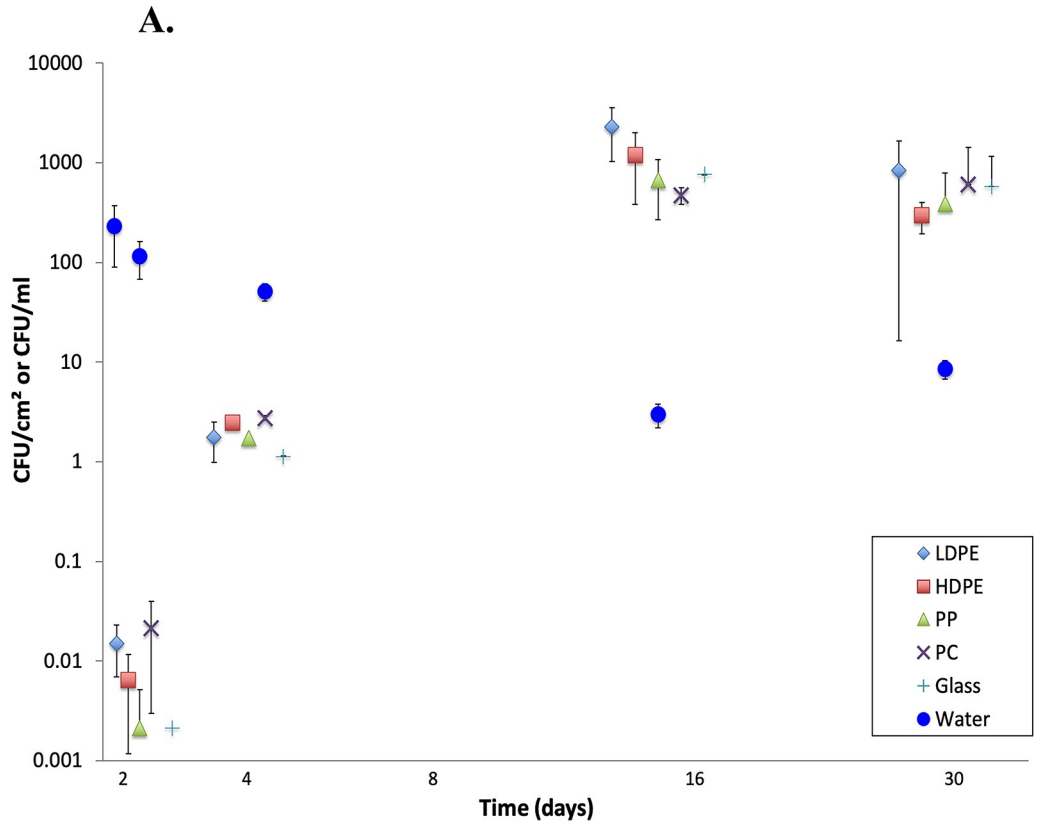 A.
10000
1000
100
10
1
0.1
0.01
0.001
CFU/cm² or CFU/ml
2 4 8 16 30
Time (days)
LDPE
HDPE
PP
PC
Glass
Water